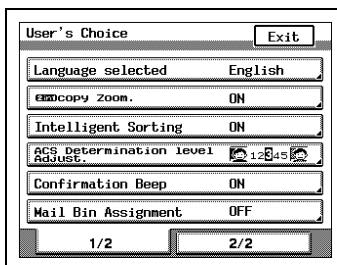 User's Choice
Exit
Language selected English
copy Zoom. ON
Intelligent Sorting ON
ACS Determination level
Adjust. 12345
Confirmation Beep ON
Mail Bin Assignment OFF
1/2 2/2